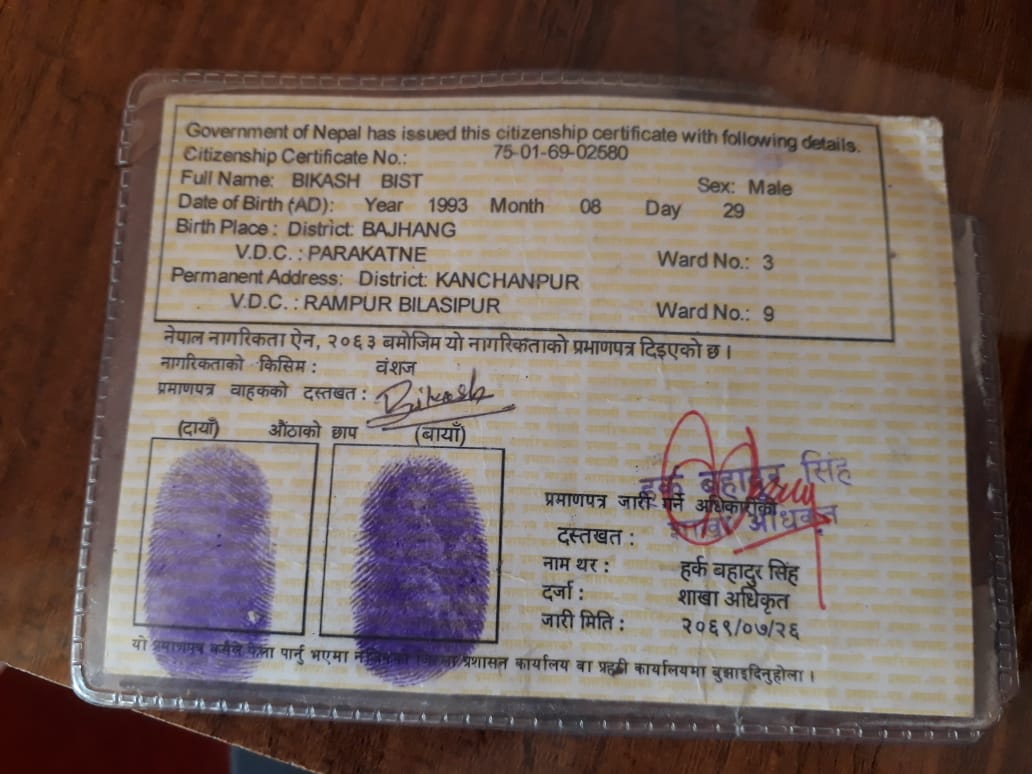 Government of Nepal has issued this citizenship certificate with following details.
Citizenship Certificate No.: 75-01-69-02580
Full Name: BIKASH BIST Sex: Male
Date of Birth (AD): Year 1993 Month 08 Day 29
Birth Place : District: BAJHANG
V.D.C. : PARAKATNE Ward No.: 3
Permanent Address: District: KANCHANPUR
V.D.C. : RAMPUR BILASIPUR Ward No.: 9
नेपाल नागरिकता ऐन, २०६३ बमोजिम यो नागरिकताको प्रमाणपत्र दिइएको छ ।
नागरिकताको किसिम : वंशज
प्रमाणपत्र वाहकको दस्तखत : Bikash
(दायाँ) औंठाको छाप (बायाँ)
हर्क बहादुर सिंह
प्रमाणपत्र जारी गर्ने अधिकारीको
शाखा अधिकृत
दस्तखत :
नाम थर : हर्क बहादुर सिंह
दर्जा : शाखा अधिकृत
जारी मिति : २०६९/०७/२६
यो प्रमाणपत्र कसैले फेला पार्नु भएमा नजिकको जिल्ला प्रशासन कार्यालय वा प्रहरी कार्यालयमा बुझाइदिनुहोला ।